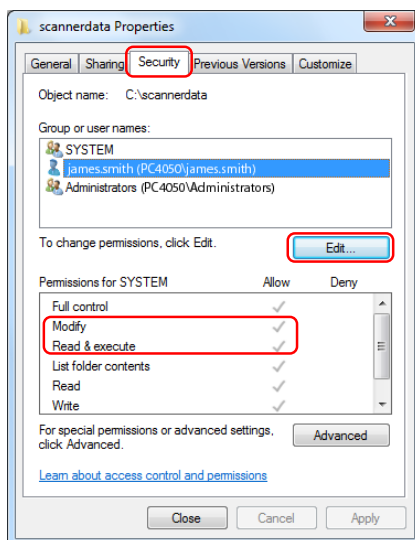 scannerdata Properties
General Sharing Security Previous Versions Customize
Object name: C:\scannerdata
Group or user names:
SYSTEM
james.smith (PC4050\james.smith)
Administrators (PC4050\Administrators)
To change permissions, click Edit.
Edit...
Permissions for SYSTEM Allow Deny
Full control
Modify
Read & execute
List folder contents
Read
Write
For special permissions or advanced settings,
click Advanced.
Advanced
Learn about access control and permissions
Close Cancel Apply